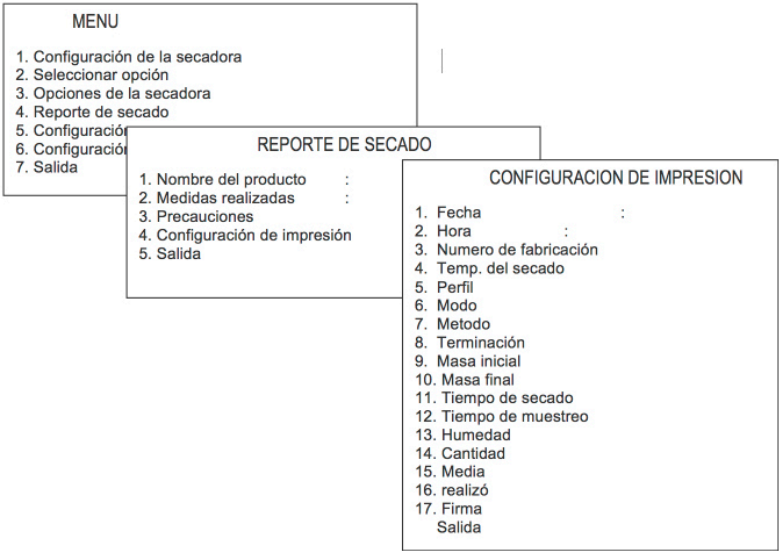 MENU
1. Configuración de la secadora
2. Seleccionar opción
3. Opciones de la secadora
4. Reporte de secado
5. Configuración
6. Configuración
7. Salida
REPORTE DE SECADO
1. Nombre del producto :
2. Medidas realizadas :
3. Precauciones
4. Configuración de impresión
5. Salida
CONFIGURACION DE IMPRESION
1. Fecha :
2. Hora :
3. Numero de fabricación
4. Temp. del secado
5. Perfil
6. Modo
7. Metodo
8. Terminación
9. Masa inicial
10. Masa final
11. Tiempo de secado
12. Tiempo de muestreo
13. Humedad
14. Cantidad
15. Media
16. realizó
17. Firma
Salida